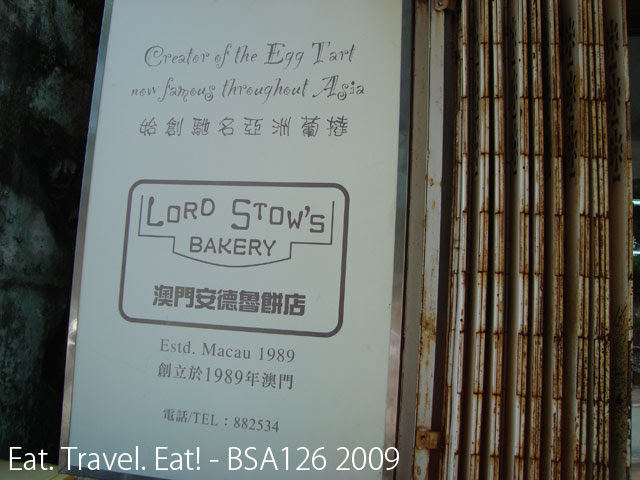 Creator of the Egg Tart
now famous throughout Asia
始創馳名亞洲葡撻
LORD STOW'S
BAKERY
澳門安德魯餅店
Estd. Macau 1989
創立於1989年澳門
電話/TEL：882534
Eat. Travel. Eat! - BSA126 2009